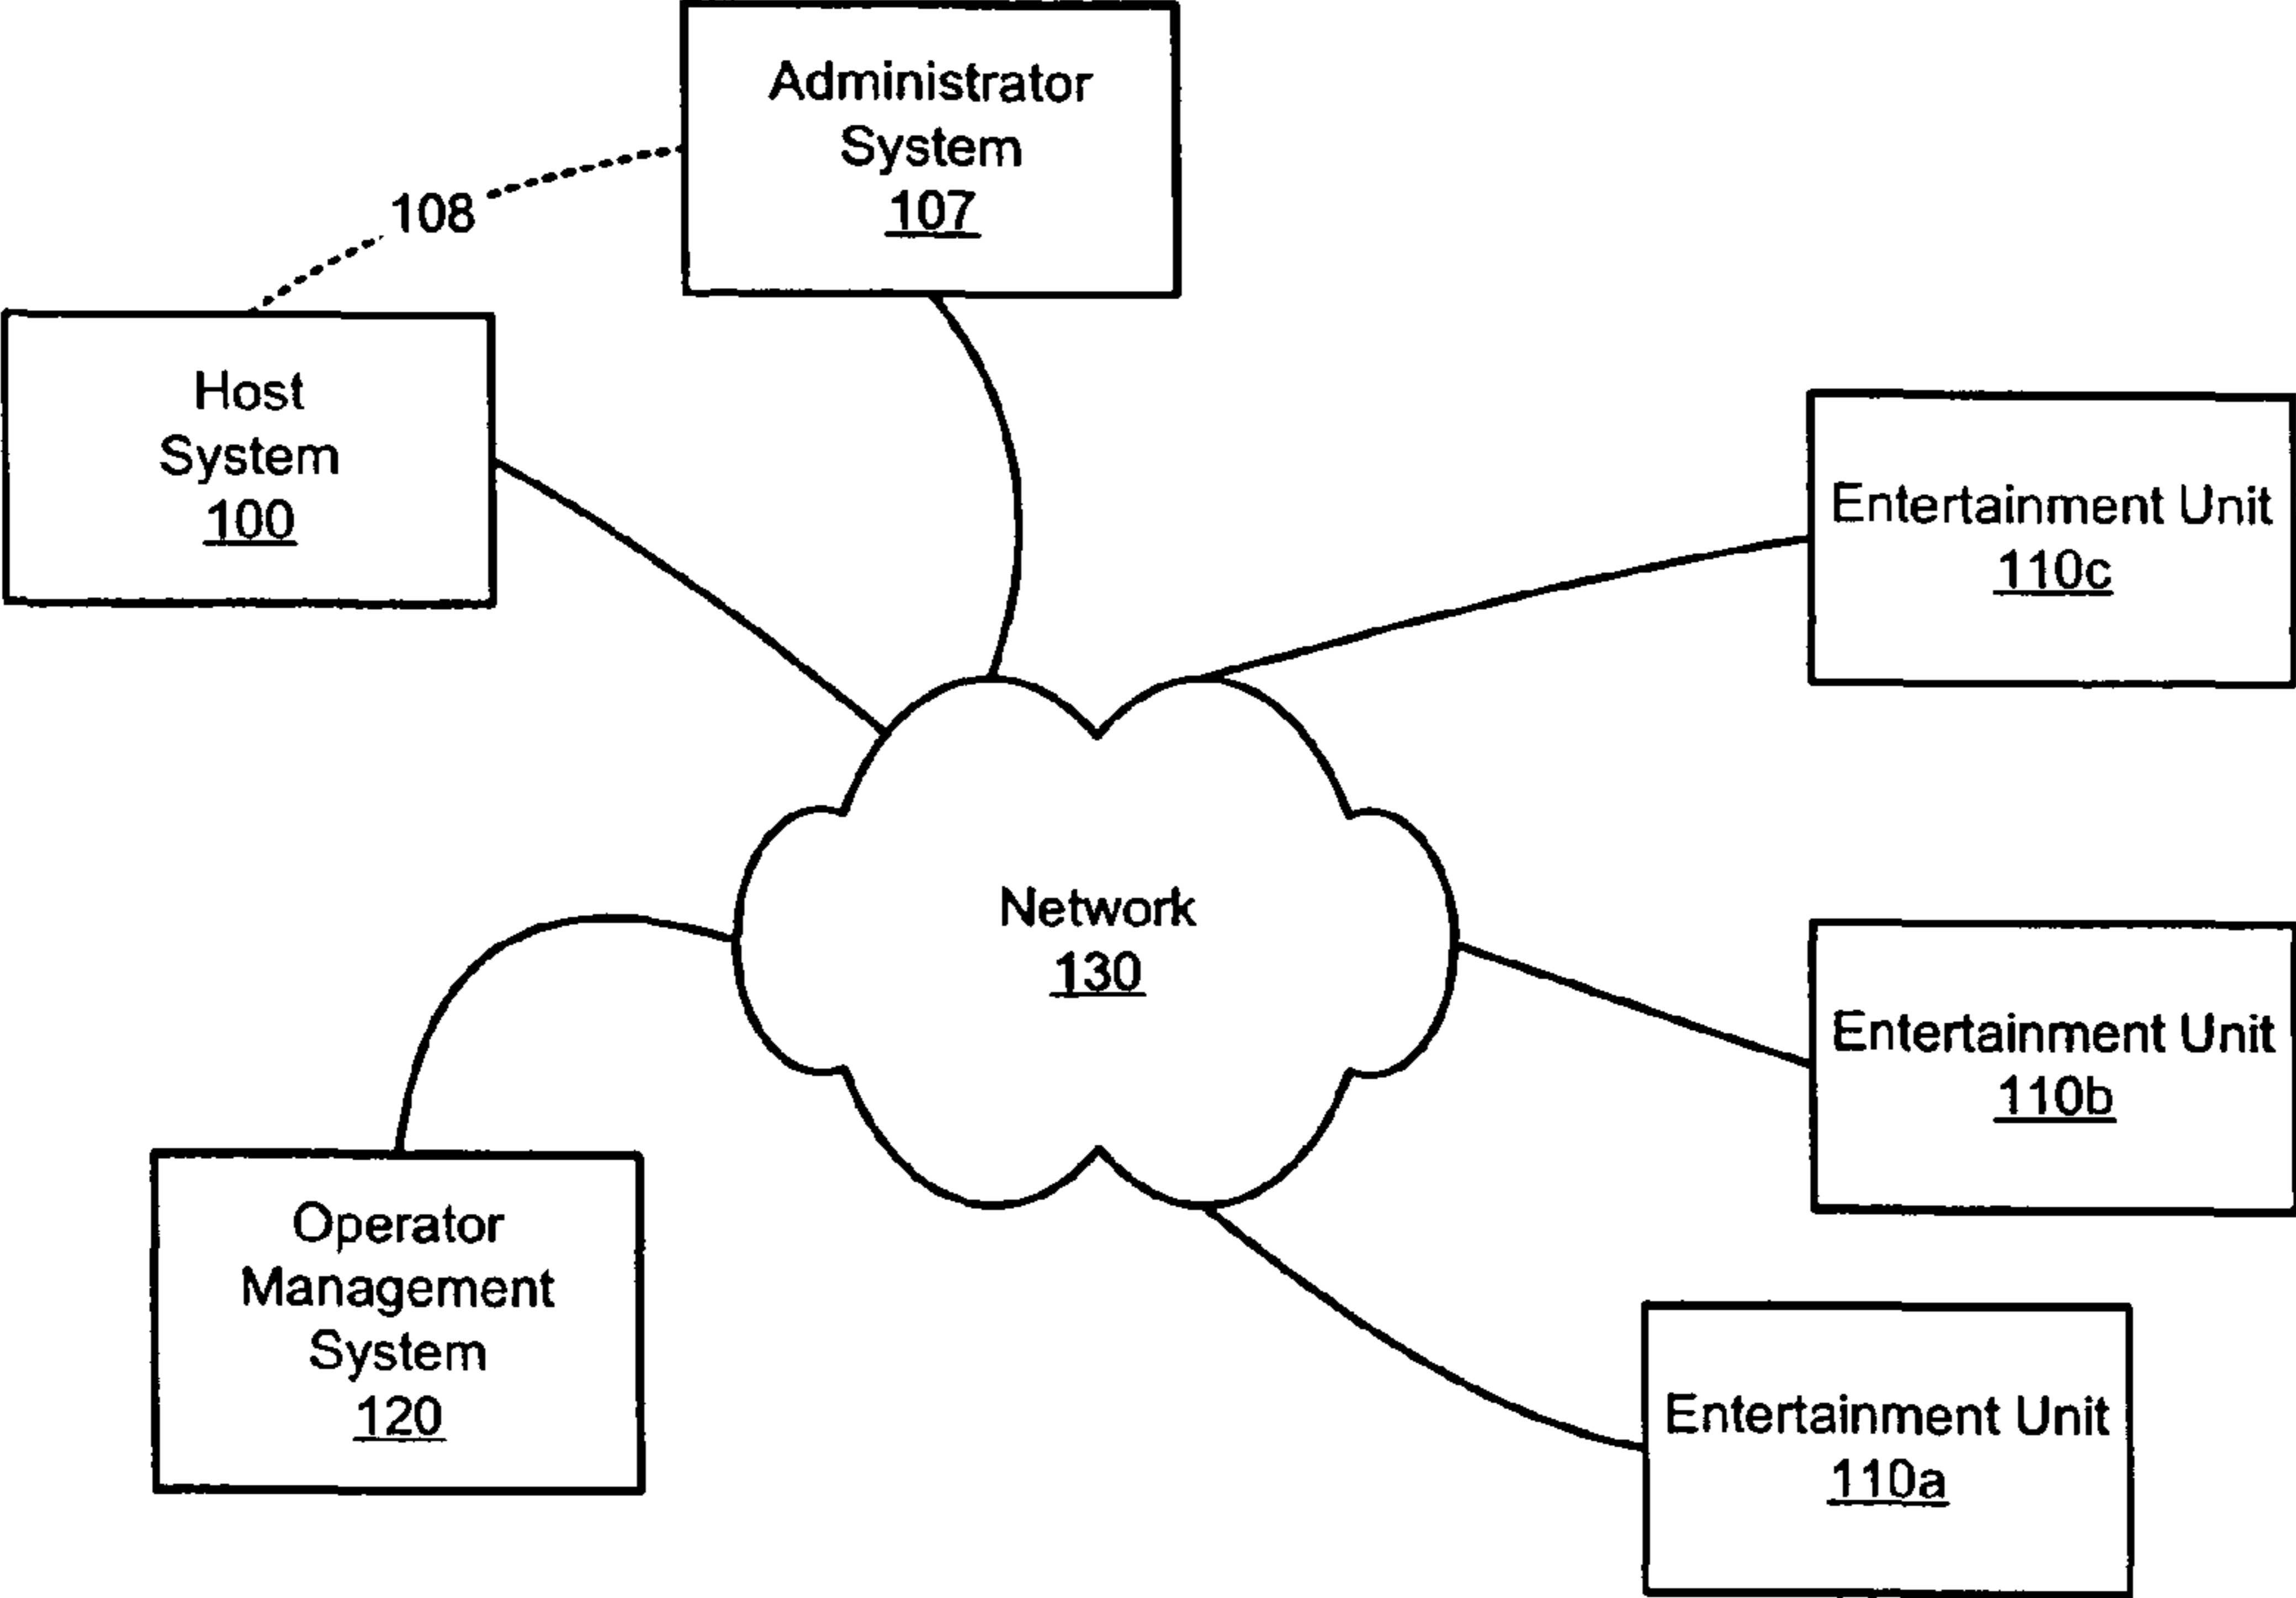 Administrator
System
107
108
Host
System
100
Entertainment Unit
110c
Network
130
Entertainment Unit
110b
Operator
Management
System
120
Entertainment Unit
110a